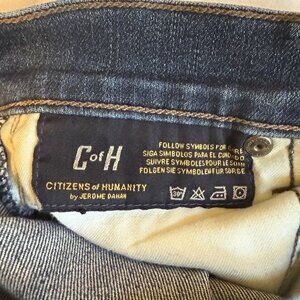 CofH
CITIZENS of HUMANITY
by JEROME DAHAN
FOLLOW SYMBOLS FOR CARE
SIGA SIMBOLOS PARA EL CUIDADO
SUIVRE SYMBOLES POUR LE SOIN
FOLGEN SIE SYMBOLEN FUR SORGE
30°